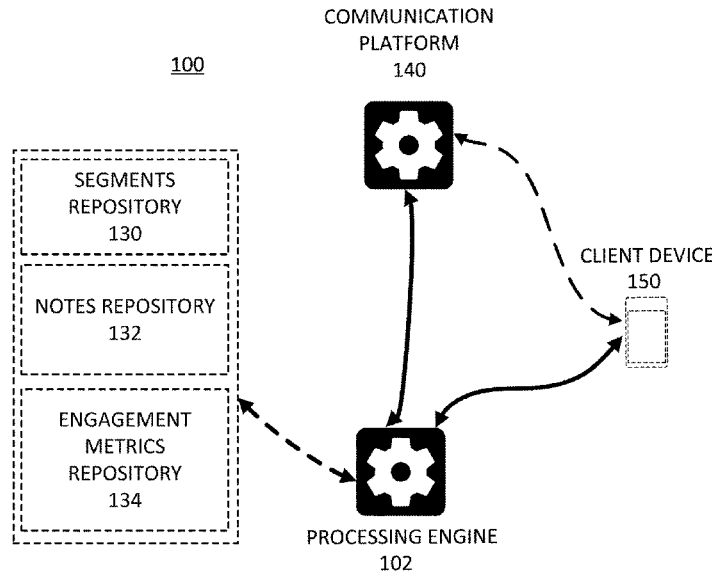 COMMUNICATION
PLATFORM
140
100
SEGMENTS
REPOSITORY
130
NOTES REPOSITORY
132
ENGAGEMENT
METRICS
REPOSITORY
134
CLIENT DEVICE
150
PROCESSING ENGINE
102